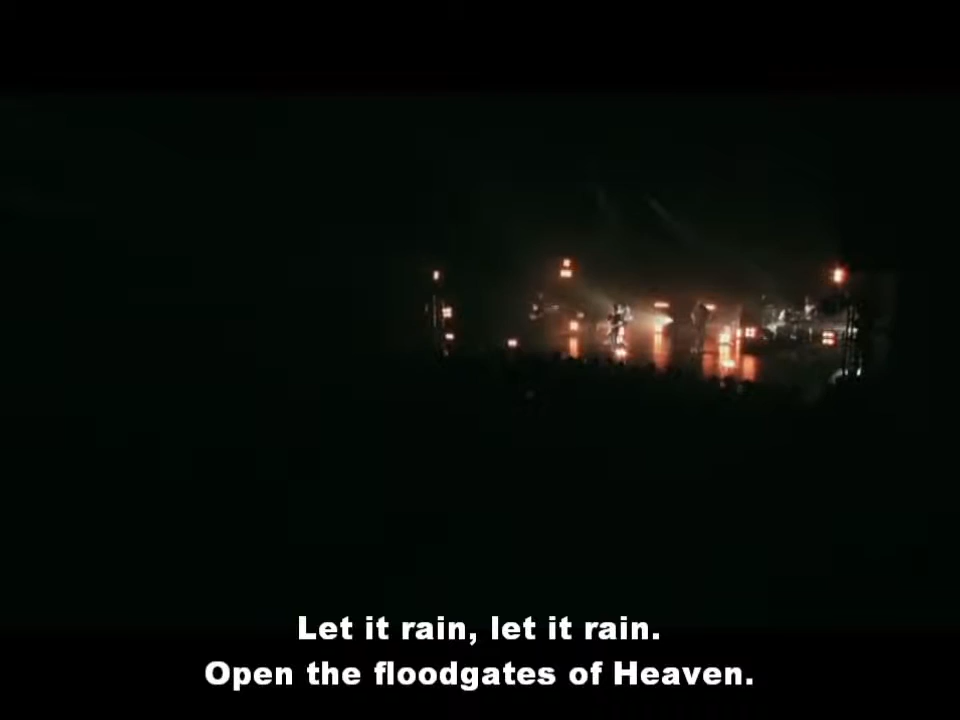 Let it rain, let it rain.
Open the floodgates of Heaven.